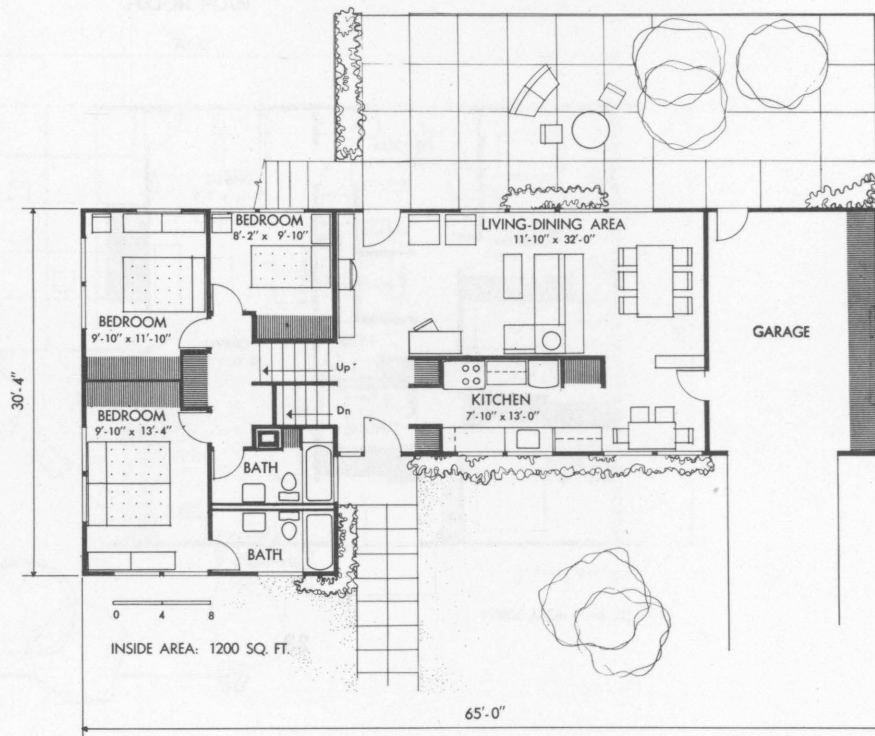 BEDROOM
8'-2" x 9'-10"
LIVING-DINING AREA
11'-10" x 32'-0"
BEDROOM
9'-10" x 11'-10"
GARAGE
Up
30'-4"
KITCHEN
7'-10" x 13'-0"
Dn
BEDROOM
9'-10" x 13'-4"
BATH
BATH
0 4 8
INSIDE AREA: 1200 SQ. FT.
65'-0"